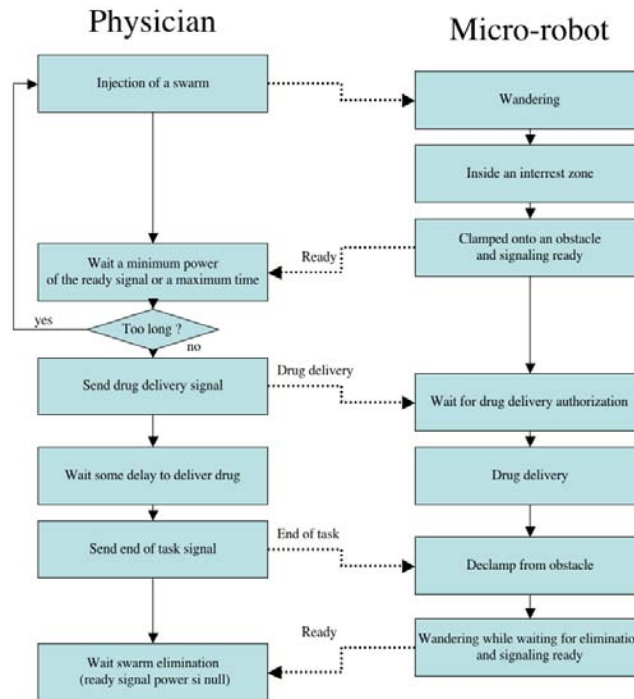 Physician
Micro-robot
Injection of a swarm
Wandering
Inside an interrest zone
Clamped onto an obstacle
and signaling ready
Ready
Wait a minimum power
of the ready signal or a maximum time
yes
Too long ?
no
Send drug delivery signal
Drug delivery
Wait for drug delivery authorization
Wait some delay to deliver drug
Drug delivery
Send end of task signal
End of task
Declamp from obstacle
Ready
Wandering while waiting for elimination
and signaling ready
Wait swarm elimination
(ready signal power si null)